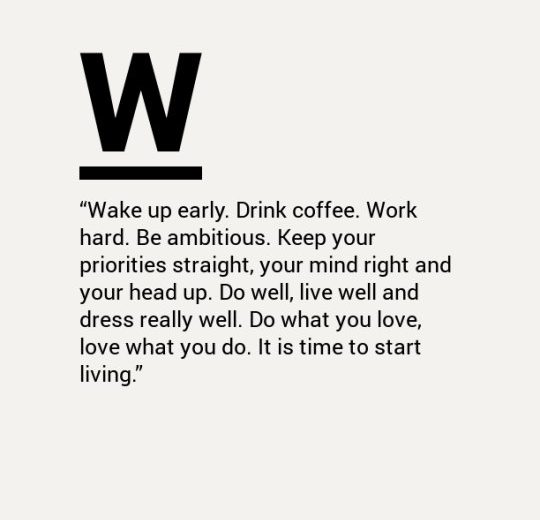 W
“Wake up early. Drink coffee. Work
hard. Be ambitious. Keep your
priorities straight, your mind right and
your head up. Do well, live well and
dress really well. Do what you love,
love what you do. It is time to start
living.”